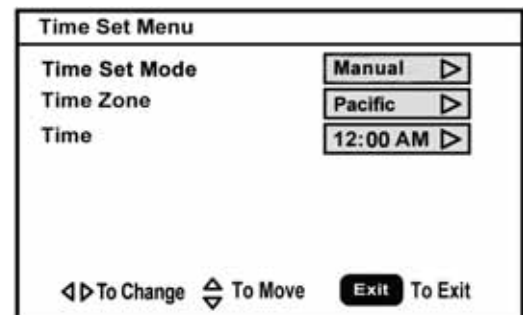 Time Set Menu
Time Set Mode Manual
Time Zone Pacific
Time 12:00 AM
To Change To Move Exit To Exit